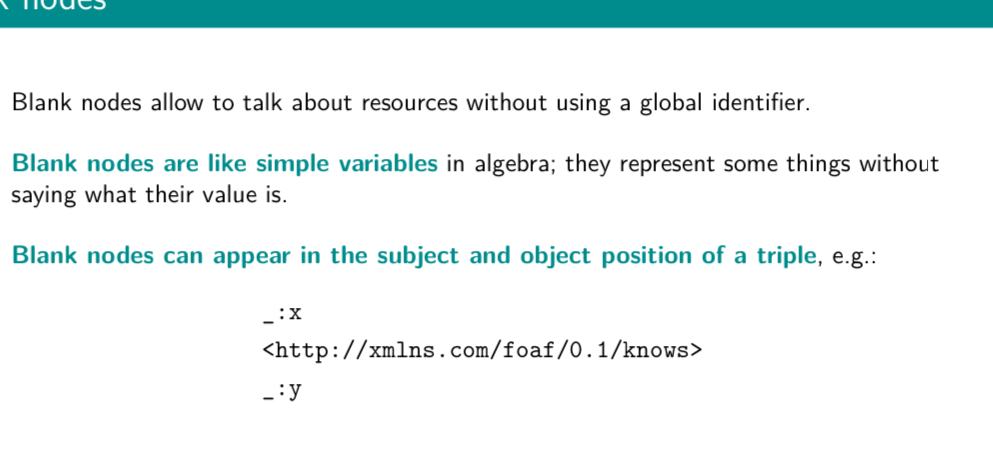 nodes
Blank nodes allow to talk about resources without using a global identifier.
Blank nodes are like simple variables in algebra; they represent some things without
saying what their value is.
Blank nodes can appear in the subject and object position of a triple, e.g.:
_:x
<http://xmlns.com/foaf/0.1/knows>
_:y